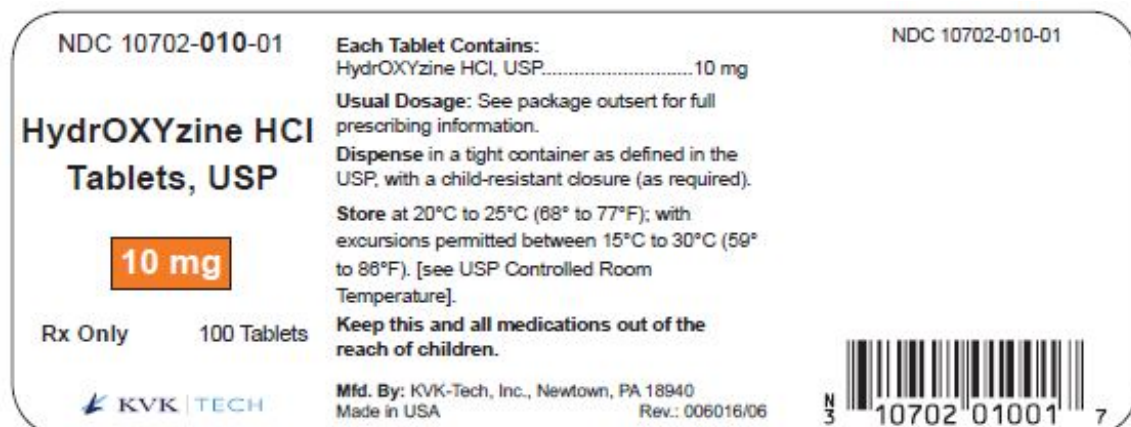 NDC 10702-010-01
HydrOXYzine HCl
Tablets, USP
10 mg
Rx Only 100 Tablets
KVK TECH
Each Tablet Contains:
HydrOXYzine HCl, USP..............................10 mg
Usual Dosage: See package outsert for full
prescribing information.
Dispense in a tight container as defined in the
USP, with a child-resistant closure (as required).
Store at 20°C to 25°C (68° to 77°F); with
excursions permitted between 15°C to 30°C (59°
to 86°F). [see USP Controlled Room
Temperature].
Keep this and all medications out of the
reach of children.
Mfd. By: KVK-Tech, Inc., Newtown, PA 18940
Made in USA Rev.: 006016/06
NDC 10702-010-01
N
3 10702 01001 7